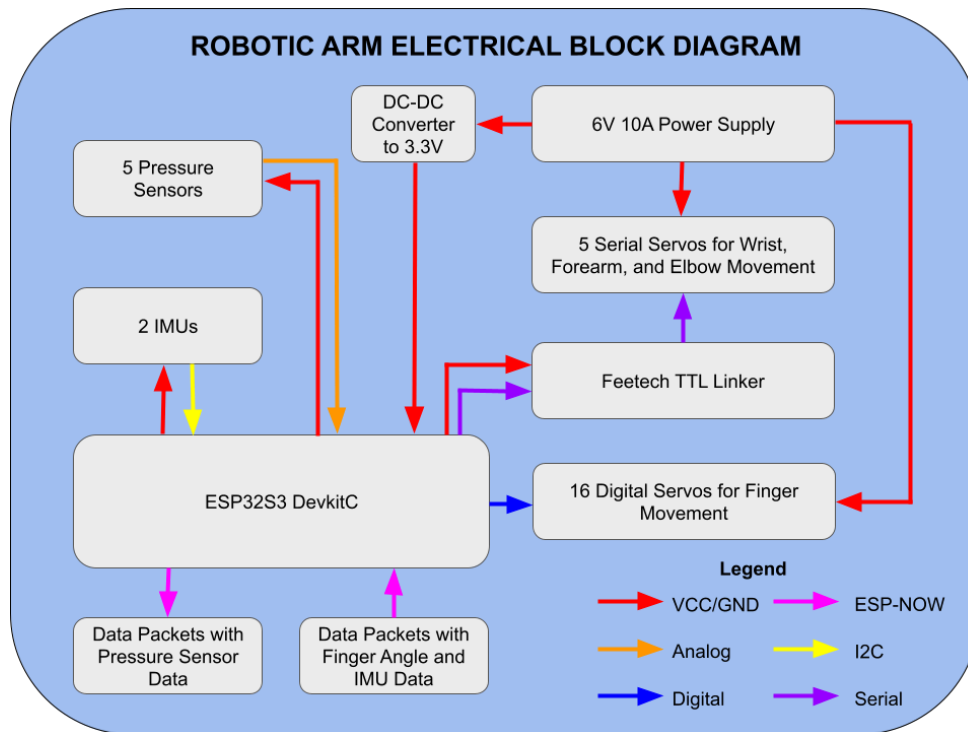 ROBOTIC ARM ELECTRICAL BLOCK DIAGRAM
DC-DC
Converter
to 3.3V
6V 10A Power Supply
5 Pressure
Sensors
5 Serial Servos for Wrist,
Forearm, and Elbow Movement
2 IMUs
Feetech TTL Linker
ESP32S3 DevkitC
16 Digital Servos for Finger
Movement
Data Packets with
Pressure Sensor
Data
Data Packets with
Finger Angle and
IMU Data
Legend
VCC/GND
ESP-NOW
Analog
I2C
Digital
Serial